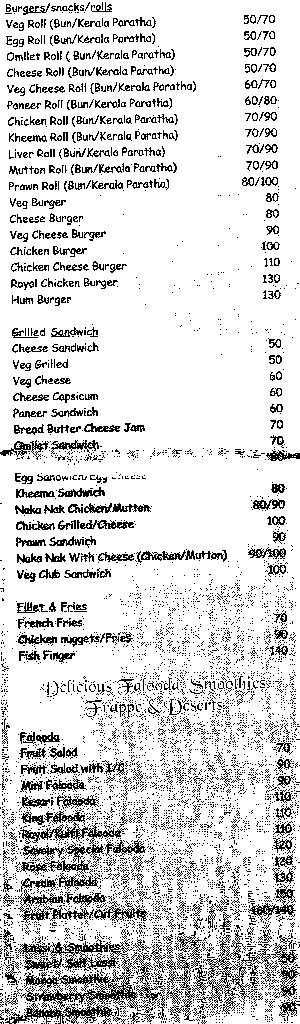 Burgers/snacks/rolls
Veg Roll (Bun/Kerala Paratha) 50/70
Egg Roll (Bun/Kerala Paratha) 50/70
Omllet Roll ( Bun/Kerala Paratha) 50/70
Cheese Roll (Bun/Kerala Paratha) 50/70
Veg Cheese Roll (Bun/Kerala Paratha) 60/70
Paneer Roll (Bun/Kerala Paratha) 60/80
Chicken Roll (Bun/Kerala Paratha) 70/90
Kheema Roll (Bun/Kerala Paratha) 70/90
Liver Roll (Bun/Kerala Paratha) 70/90
Mutton Roll (Bun/Kerala Paratha) 70/90
Prawn Roll (Bun/Kerala Paratha) 80/100
Veg Burger 80
Cheese Burger 80
Veg Cheese Burger 90
Chicken Burger 100
Chicken Cheese Burger 110
Royal Chicken Burger 130
Hum Burger 130
Grilled Sandwich
Cheese Sandwich 50
Veg Grilled 50
Veg Cheese 60
Cheese Capsicum 60
Paneer Sandwich 60
Bread Butter Cheese Jam 70
Omllet Sandwich 70
Egg Sandwich/Egg Cheese 80
Kheema Sandwich 80
Naka Nak Chicken/Mutton 80/90
Chicken Grilled/Cheese 100
Prawn Sandwich 90
Naka Nak With Cheese (Chicken/Mutton) 90/100
Veg Club Sandwich 100
Fillet & Fries
French Fries 70
Chicken nuggets/Fries 90
Fish Finger 140
Delicious Falooda Smoothies
Frappe & Deserts
Falooda
Fruit Salad 70
Fruit Salad with I/C 90
Mini Falooda 90
Kesari Falooda 110
King Falooda 110
Royal/Kulfi Falooda 110
Savoury Special Falooda 120
Rose Falooda 120
Cream Falooda 130
Arabian Falooda 150
Fruit Platter/Cut Fruits
Lassi & Smoothies
Lassi
Mango Smoothie
Strawberry Smoothie
Banana Smoothie